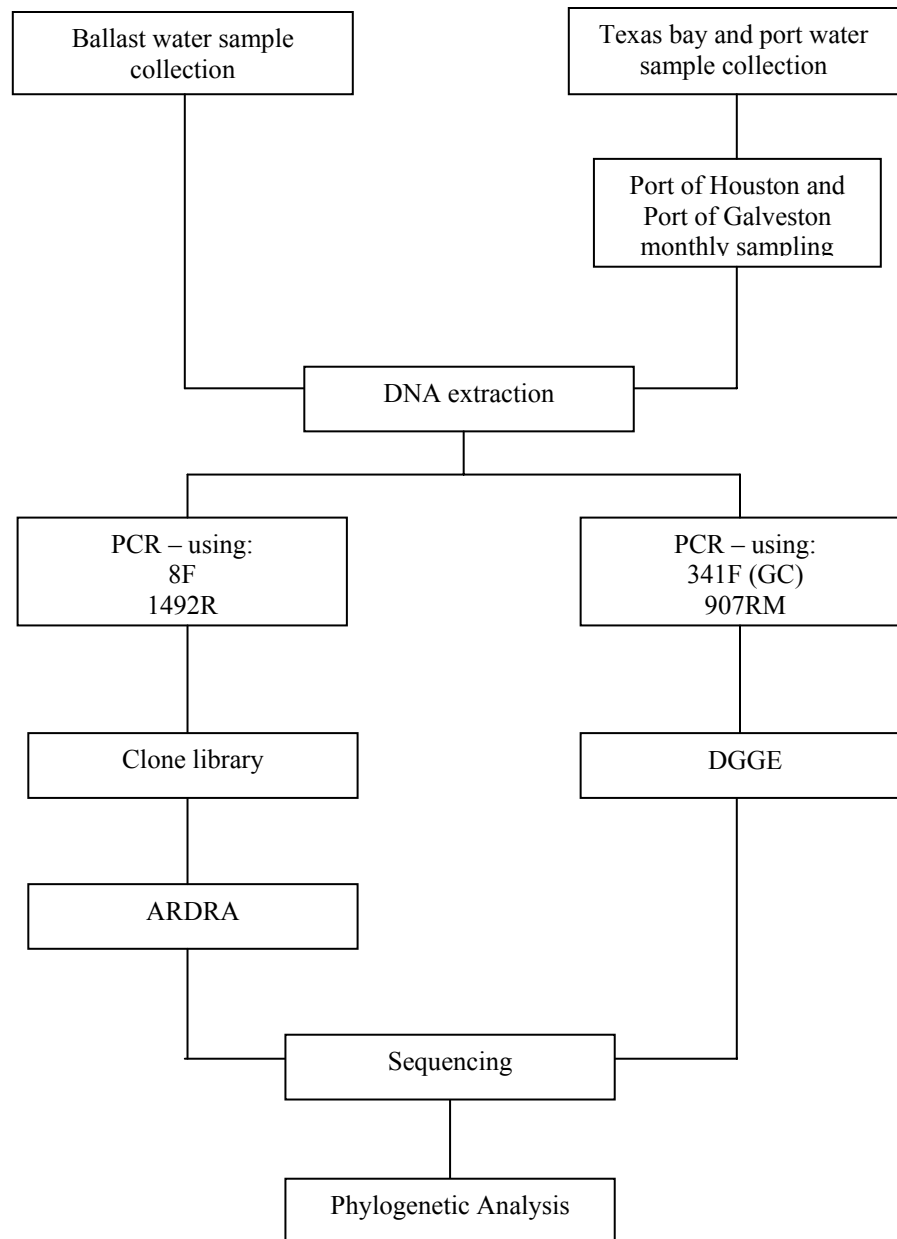 Ballast water sample
collection
Texas bay and port water
sample collection
Port of Houston and
Port of Galveston
monthly sampling
DNA extraction
PCR – using:
8F
1492R
PCR – using:
341F (GC)
907RM
Clone library
DGGE
ARDRA
Sequencing
Phylogenetic Analysis